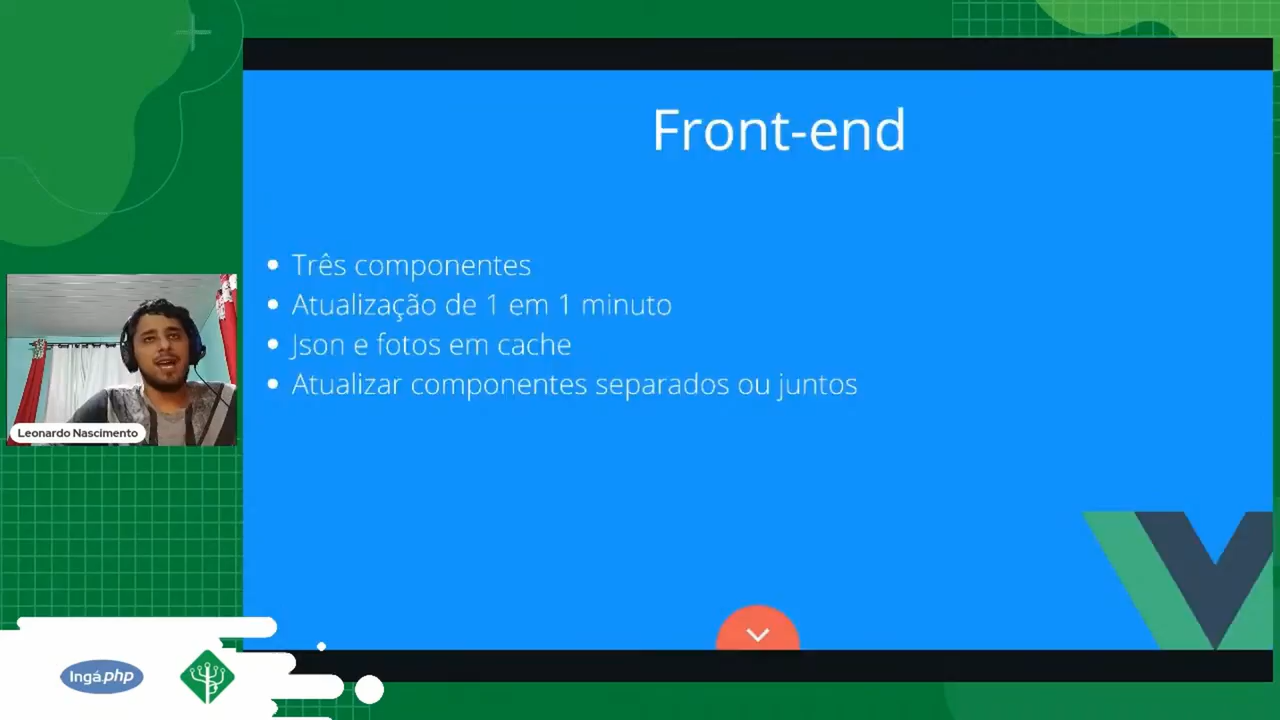 Front-end
Três componentes
Atualização de 1 em 1 minuto
Json e fotos em cache
Atualizar componentes separados ou juntos
Leonardo Nascimento
Ingá php